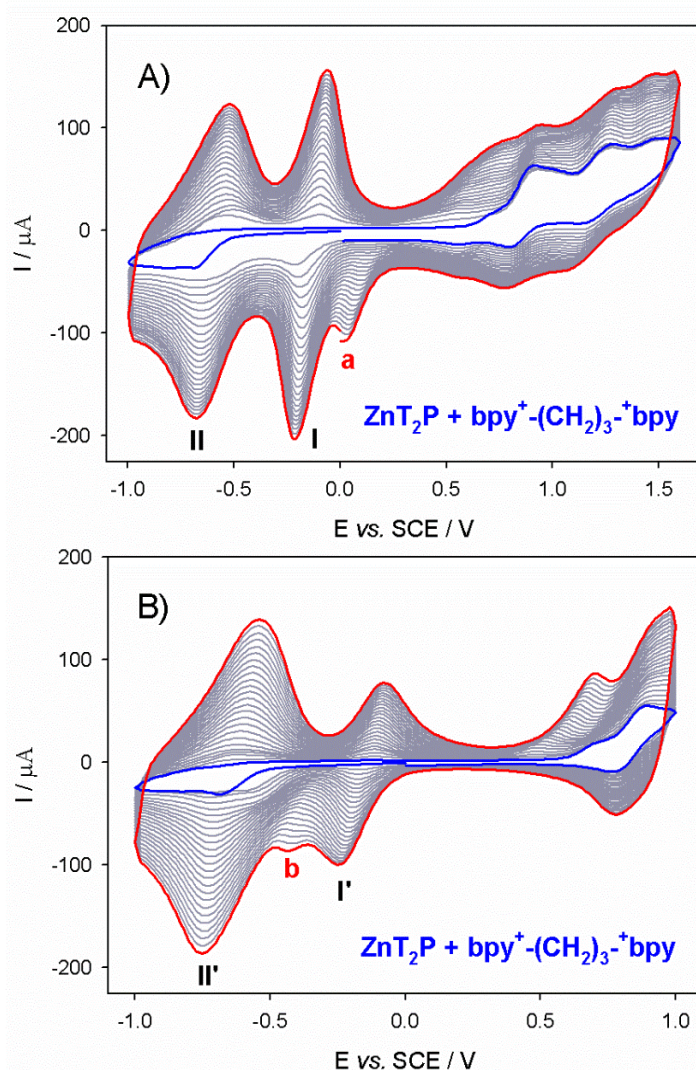 200
A)
100
0
I / µA
-100
a
ZnT₂P + bpy⁺-(CH₂)₃-⁺bpy
II
I
-200
-1.0 -0.5 0.0 0.5 1.0 1.5
E vs. SCE / V
200
B)
100
0
I / µA
-100
b
I'
ZnT₂P + bpy⁺-(CH₂)₃-⁺bpy
II'
-200
-1.0 -0.5 0.0 0.5 1.0
E vs. SCE / V